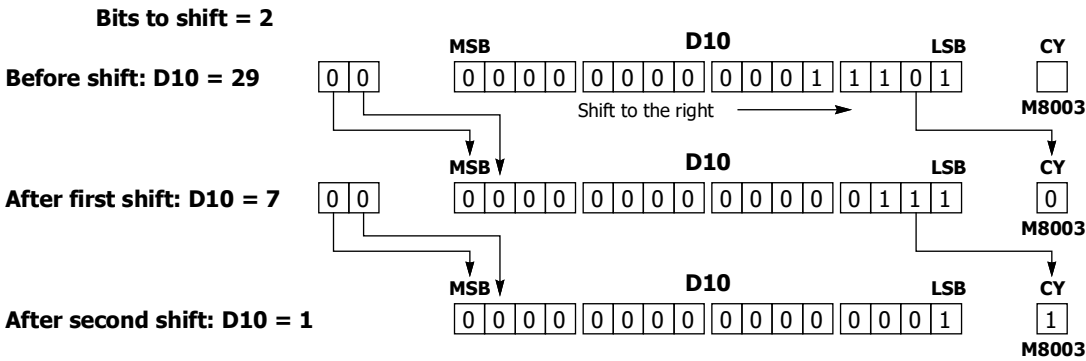 Bits to shift = 2
MSB D10 LSB CY
Before shift: D10 = 29 0 0 0 0 0 0 0 0 0 0 0 0 0 1 1 1 0 1
Shift to the right M8003
MSB D10 LSB CY
After first shift: D10 = 7 0 0 0 0 0 0 0 0 0 0 0 0 0 0 0 1 1 1 0
M8003
MSB D10 LSB CY
After second shift: D10 = 1 0 0 0 0 0 0 0 0 0 0 0 0 0 0 0 1 1
M8003